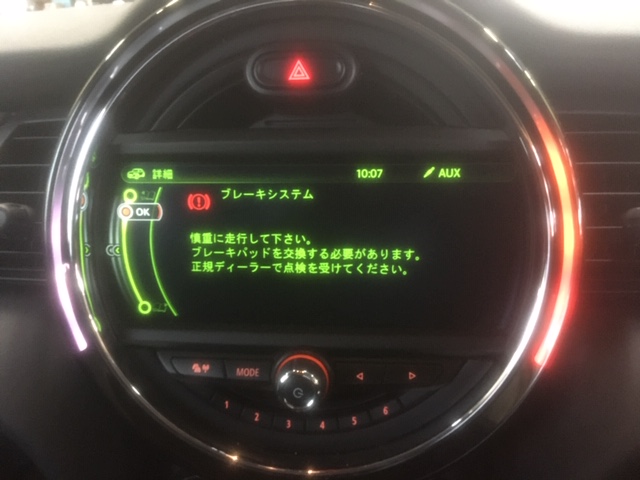 詳細 10:07 AUX
ブレーキシステム
OK
慎重に走行して下さい。
ブレーキパッドを交換する必要があります。
正規ディーラーで点検を受けてください。
MODE
1 2 3 4 5 6